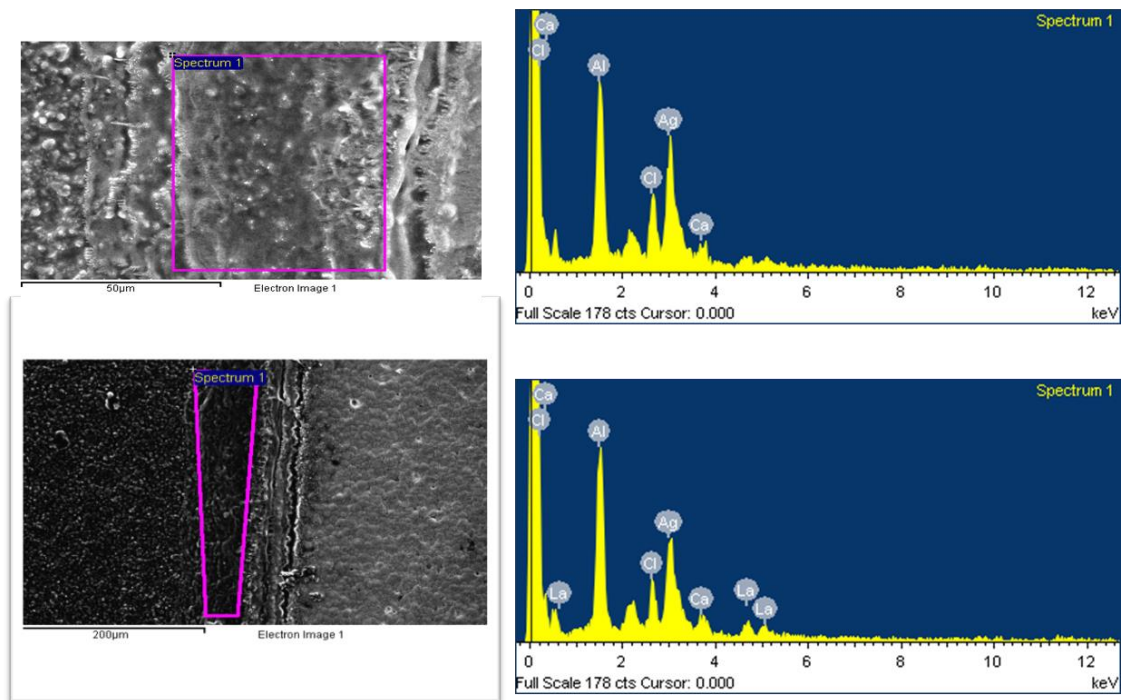 Spectrum 1
50µm
Electron Image 1
Spectrum 1
Ca
Cl
Al
Ag
Cl
Ca
0 2 4 6 8 10 12
Full Scale 178 cts Cursor: 0.000 keV
Spectrum 1
200µm
Electron Image 1
Spectrum 1
Ca
Cl
Al
Ag
Cl
La
Ca
La
La
0 2 4 6 8 10 12
Full Scale 178 cts Cursor: 0.000 keV